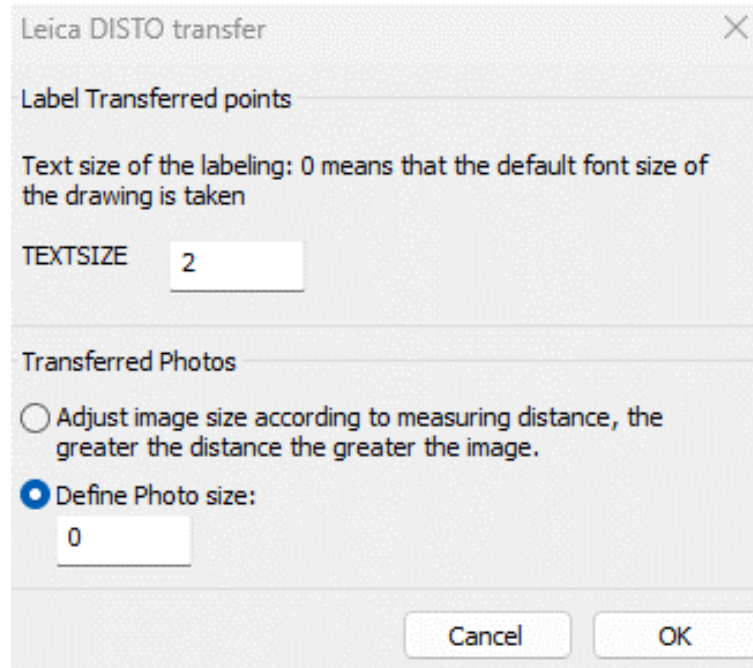 Leica DISTO transfer
Label Transferred points
Text size of the labeling: 0 means that the default font size of
the drawing is taken
TEXTSIZE 2
Transferred Photos
Adjust image size according to measuring distance, the
greater the distance the greater the image.
Define Photo size:
0
Cancel OK